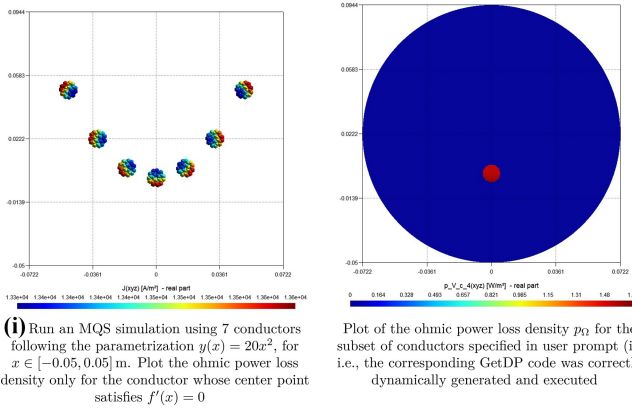 0.0944
0.0583
0.0222
-0.0139
-0.05
-0.0722 -0.0361 0 0.0361 0.0722
J(xyz) [A/m²] - real part
1.33e+04 1.34e+04 1.34e+04 1.34e+04 1.34e+04 1.35e+04 1.35e+04 1.35e+04 1.36e+04 1.36e+04
(i) Run an MQS simulation using 7 conductors
following the parametrization y(x) = 20x², for
x ∈ [−0.05, 0.05] m. Plot the ohmic power loss
density only for the conductor whose center point
satisfies f′(x) = 0
0.0944
0.0583
0.0222
-0.0139
-0.05
-0.0722 -0.0361 0 0.0361 0.0722
p_V_c_4(xyz) [W/m³] - real part
0 0.164 0.328 0.493 0.657 0.821 0.985 1.15 1.31 1.48
Plot of the ohmic power loss density pΩ for the
subset of conductors specified in user prompt (i
i.e., the corresponding GetDP code was correctl
dynamically generated and executed